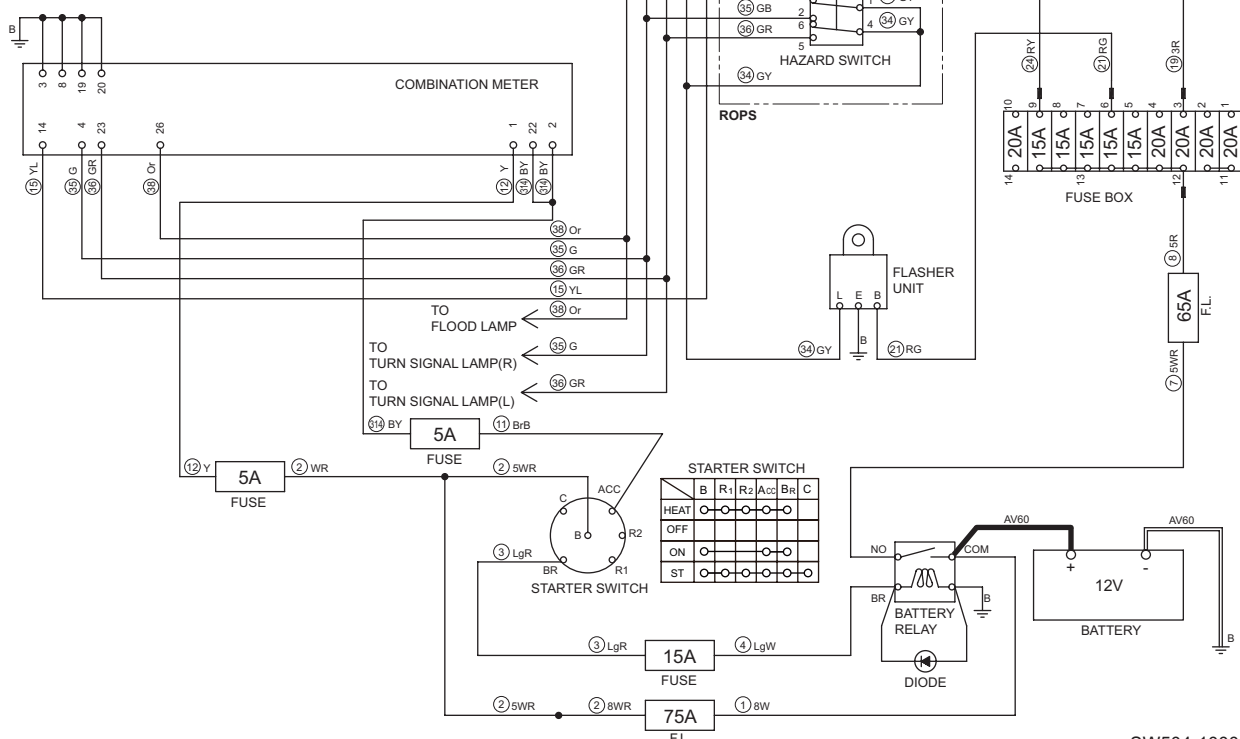 35 GB
36 GR
34 GY
34 GY
2
6
5
4
HAZARD SWITCH
ROPS
B
3
8
19
20
COMBINATION METER
14
4
23
26
1
22
2
15 YL
35 G
36 GR
38 Or
12 Y
314 BY
314 BY
24 RY
21 RG
19 3R
10
9
8
7
6
5
4
3
2
1
20A
15A
15A
15A
15A
15A
20A
20A
20A
20A
14
13
12
11
FUSE BOX
38 Or
35 G
36 GR
15 YL
TO
FLOOD LAMP
38 Or
TO
TURN SIGNAL LAMP(R)
35 G
TO
TURN SIGNAL LAMP(L)
36 GR
FLASHER
UNIT
L E B
34 GY
B
21 RG
8 5R
65A
F.L.
7 5WR
314 BY
5A
FUSE
11 BrB
12 Y
5A
FUSE
2 WR
2 5WR
C
ACC
B
R2
BR
R1
STARTER SWITCH
3 LgR
STARTER SWITCH
B R1 R2 ACC BR C
HEAT
OFF
ON
ST
NO
COM
BR
B
BATTERY
RELAY
DIODE
AV60
AV60
+
-
12V
BATTERY
B
3 LgR
15A
FUSE
4 LgW
2 5WR
2 8WR
75A
1 8W